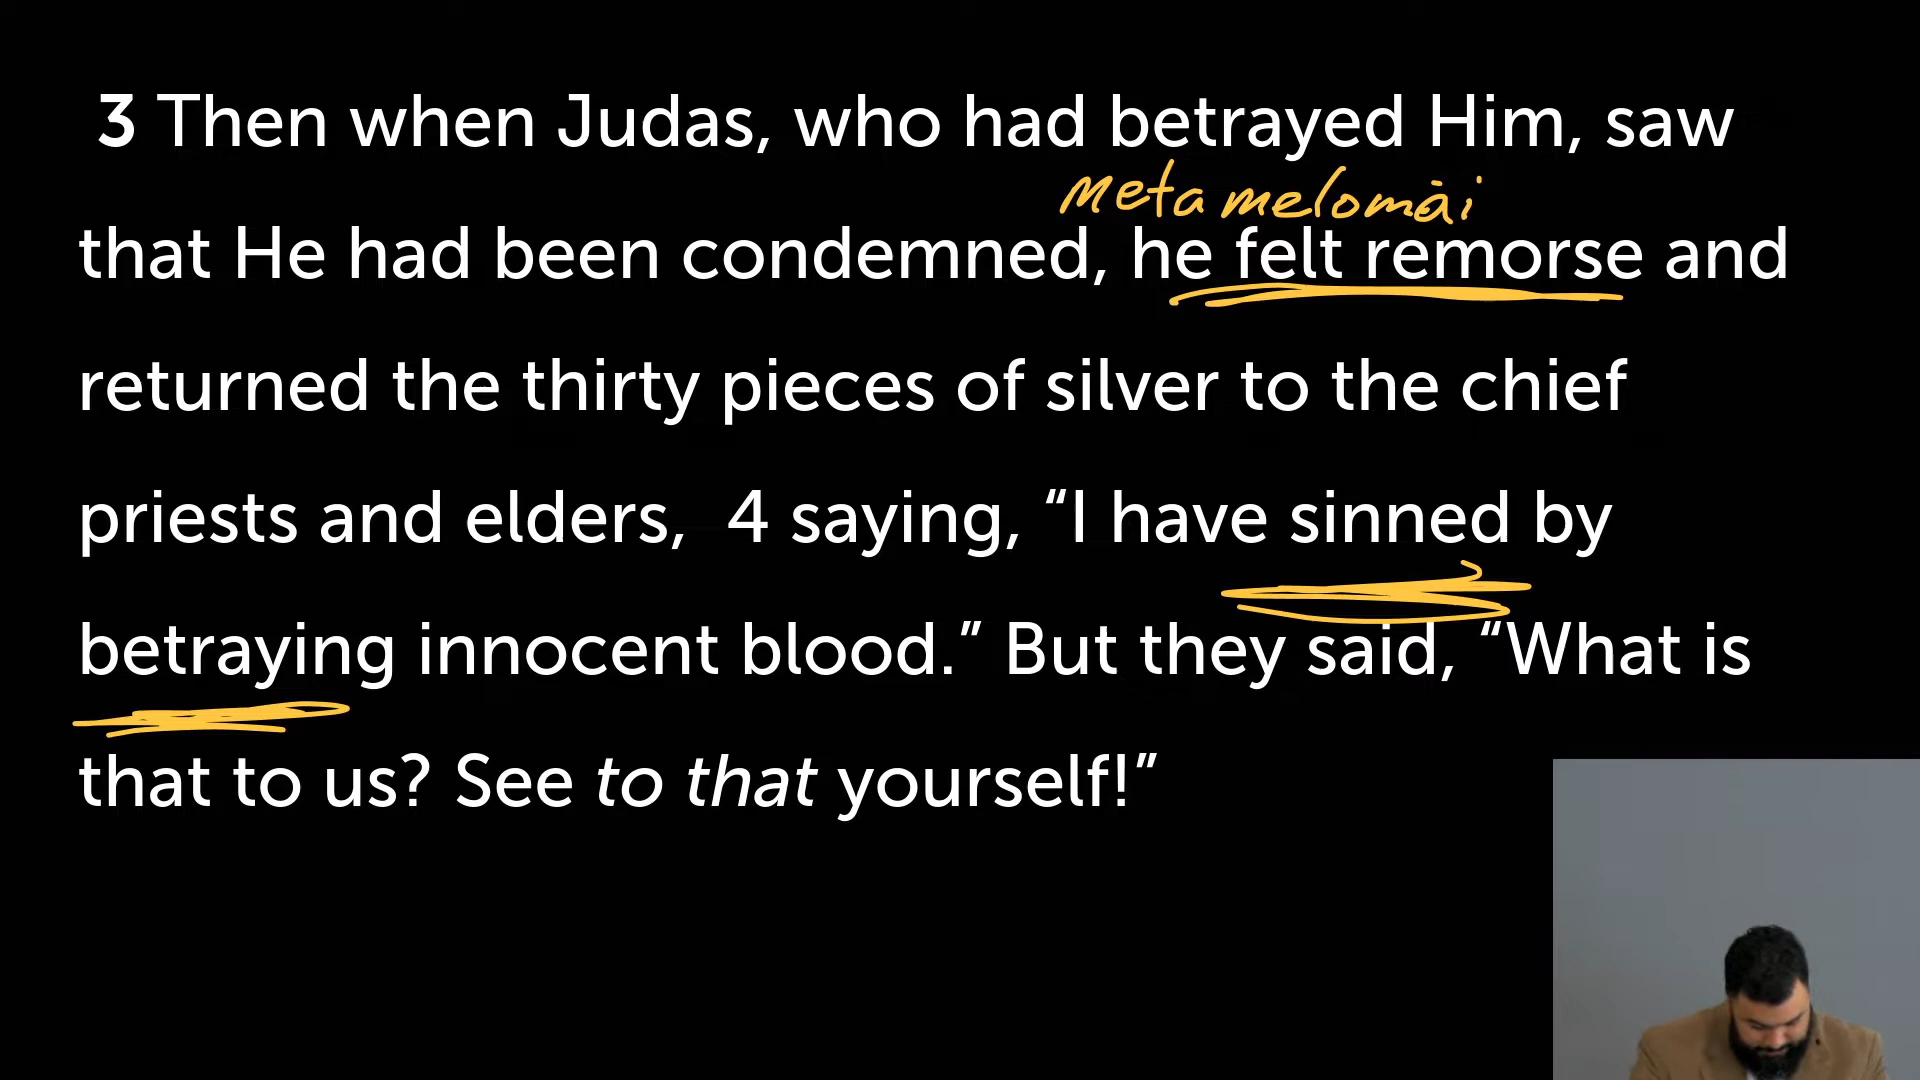 3 Then when Judas, who had betrayed Him, saw
metamelomai
that He had been condemned, he felt remorse and
returned the thirty pieces of silver to the chief
priests and elders, 4 saying, “I have sinned by
betraying innocent blood.” But they said, “What is
that to us? See to that yourself!”